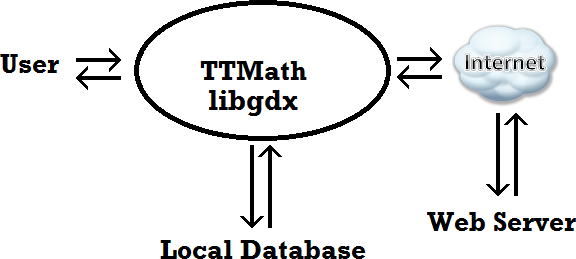 User
TTMath
libgdx
Internet
Local Database
Web Server